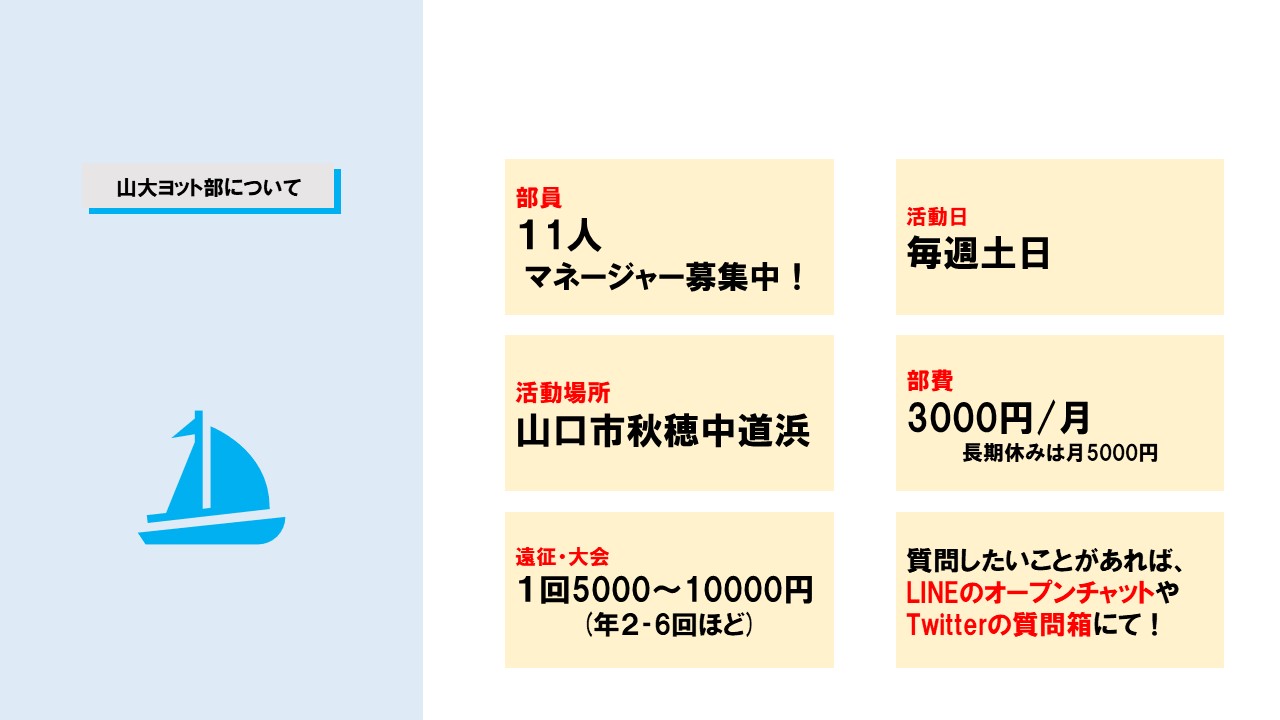 山大ヨット部について
部員
１１人
マネージャー募集中！
活動日
毎週土日
活動場所
山口市秋穂中道浜
部費
3000円/月
長期休みは月5000円
遠征・大会
１回5000～10000円
(年２-６回ほど)
質問したいことがあれば、
LINEのオープンチャットや
Twitterの質問箱にて！